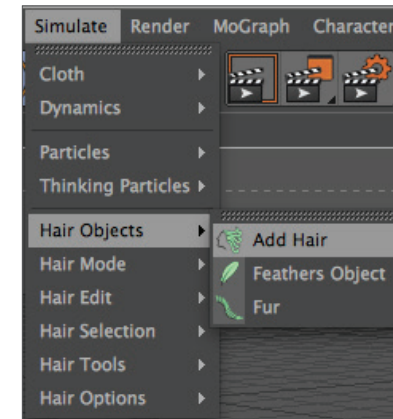 Simulate Render MoGraph Character
Cloth
Dynamics
Particles
Thinking Particles
Hair Objects
Add Hair
Hair Mode
Feathers Object
Hair Edit
Fur
Hair Selection
Hair Tools
Hair Options